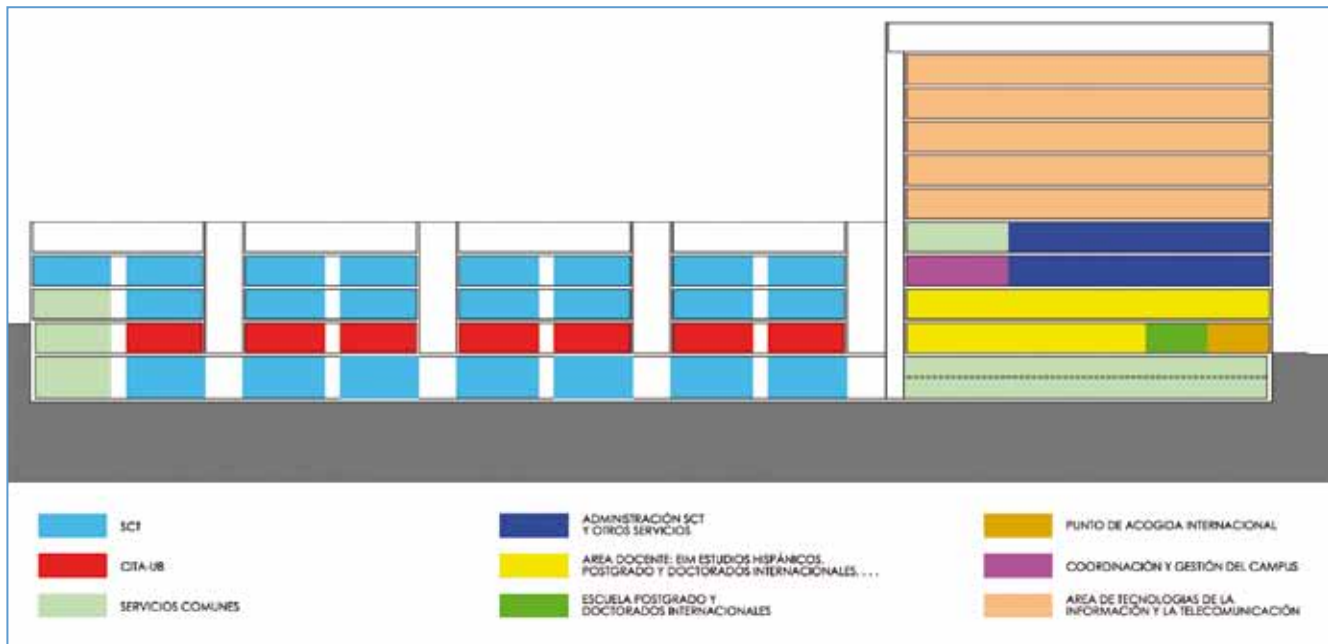 SCT
CITA-UB
SERVICIOS COMUNES
ADMINISTRACIÓN SCT
Y OTROS SERVICIOS
AREA DOCENTE: EIM ESTUDIOS HISPÁNICOS,
POSTGRADO Y DOCTORADOS INTERNACIONALES, . . .
ESCUELA POSTGRADO Y
DOCTORADOS INTERNACIONALES
PUNTO DE ACOGIDA INTERNACIONAL
COORDINACIÓN Y GESTIÓN DEL CAMPUS
AREA DE TECNOLOGIAS DE LA
INFORMACIÓN Y LA TELECOMUNICACIÓN